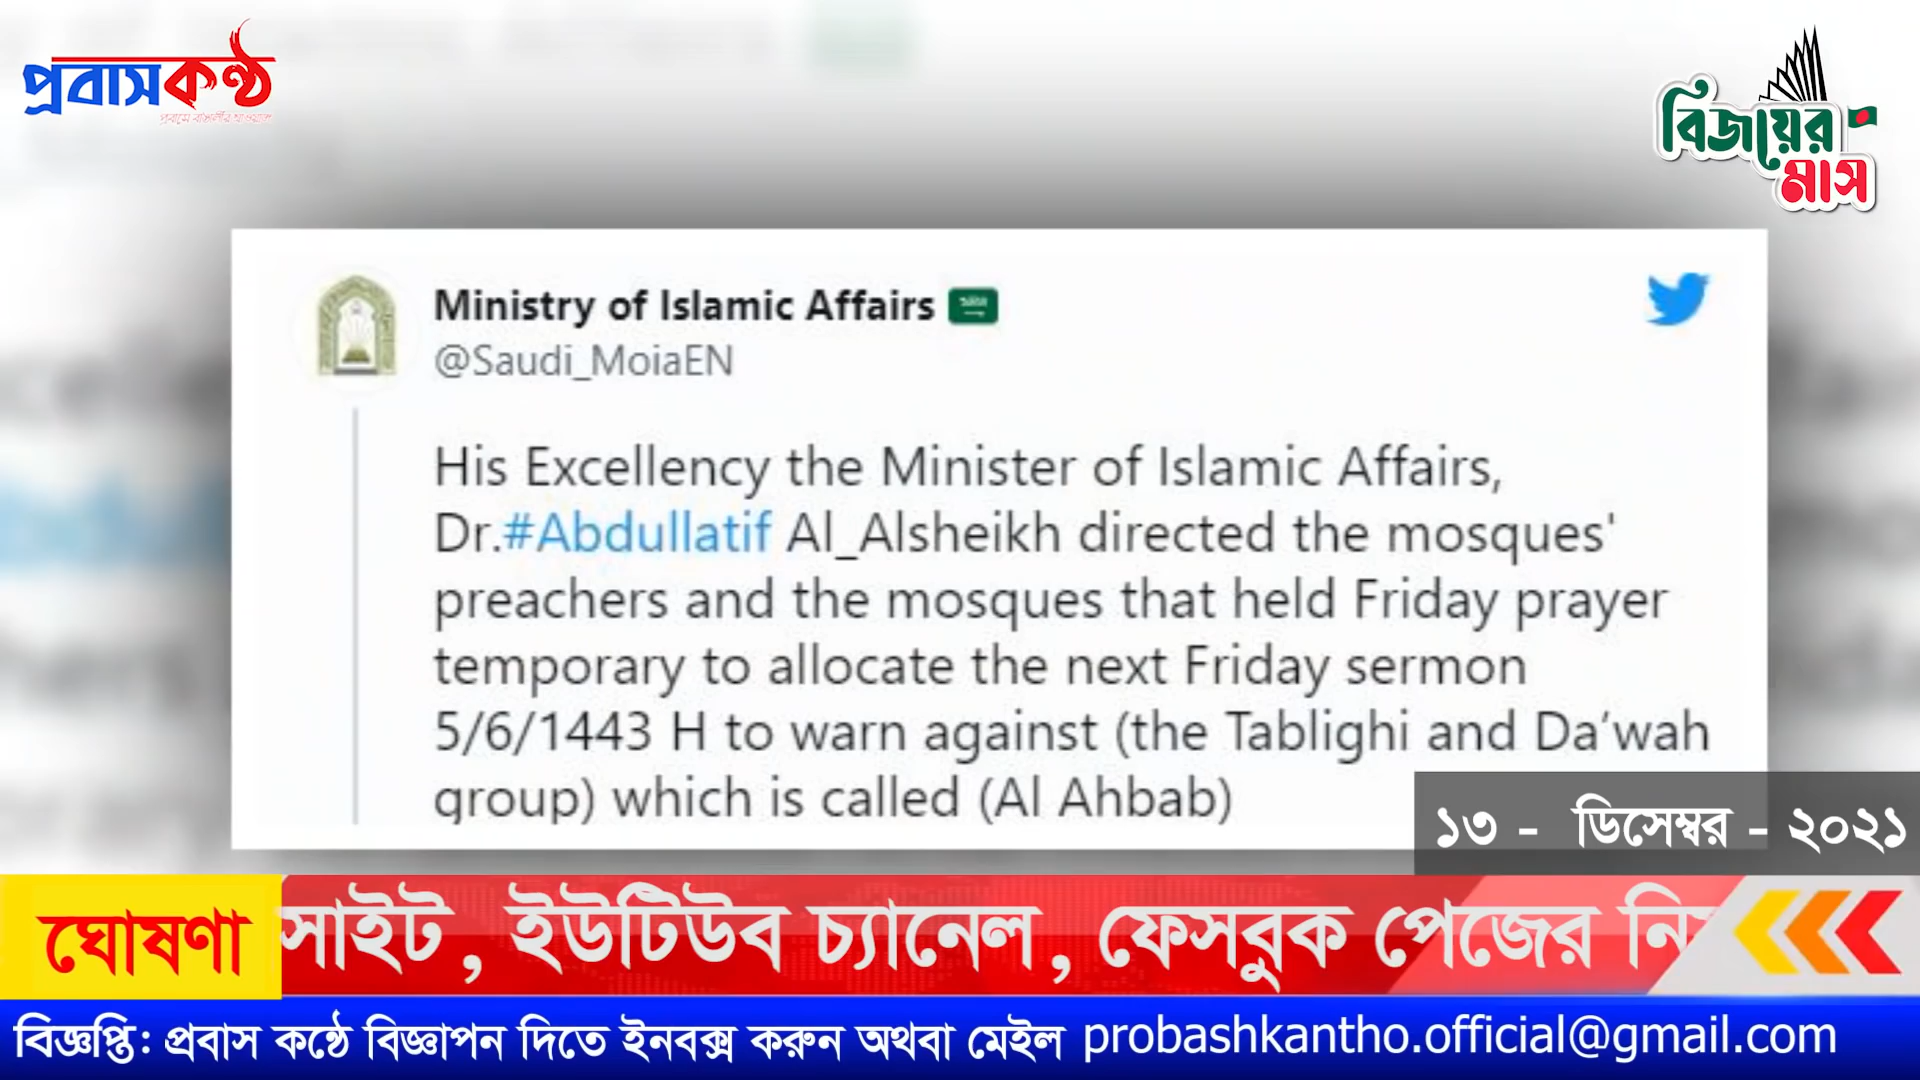 প্রবাসকণ্ঠ
বিজয়ের
মাস
Ministry of Islamic Affairs
@Saudi_MoiaEN
His Excellency the Minister of Islamic Affairs,
Dr.#Abdullatif Al_Alsheikh directed the mosques'
preachers and the mosques that held Friday prayer
temporary to allocate the next Friday sermon
5/6/1443 H to warn against (the Tablighi and Da’wah
group) which is called (Al Ahbab)
১৩ - ডিসেম্বর - ২০২১
ঘোষণা সাইট, ইউটিউব চ্যানেল, ফেসবুক পেজের
বিজ্ঞপ্তি: প্রবাস কন্ঠে বিজ্ঞাপন দিতে ইনবক্স করুন অথবা মেইল probashkantho.official@gmail.com